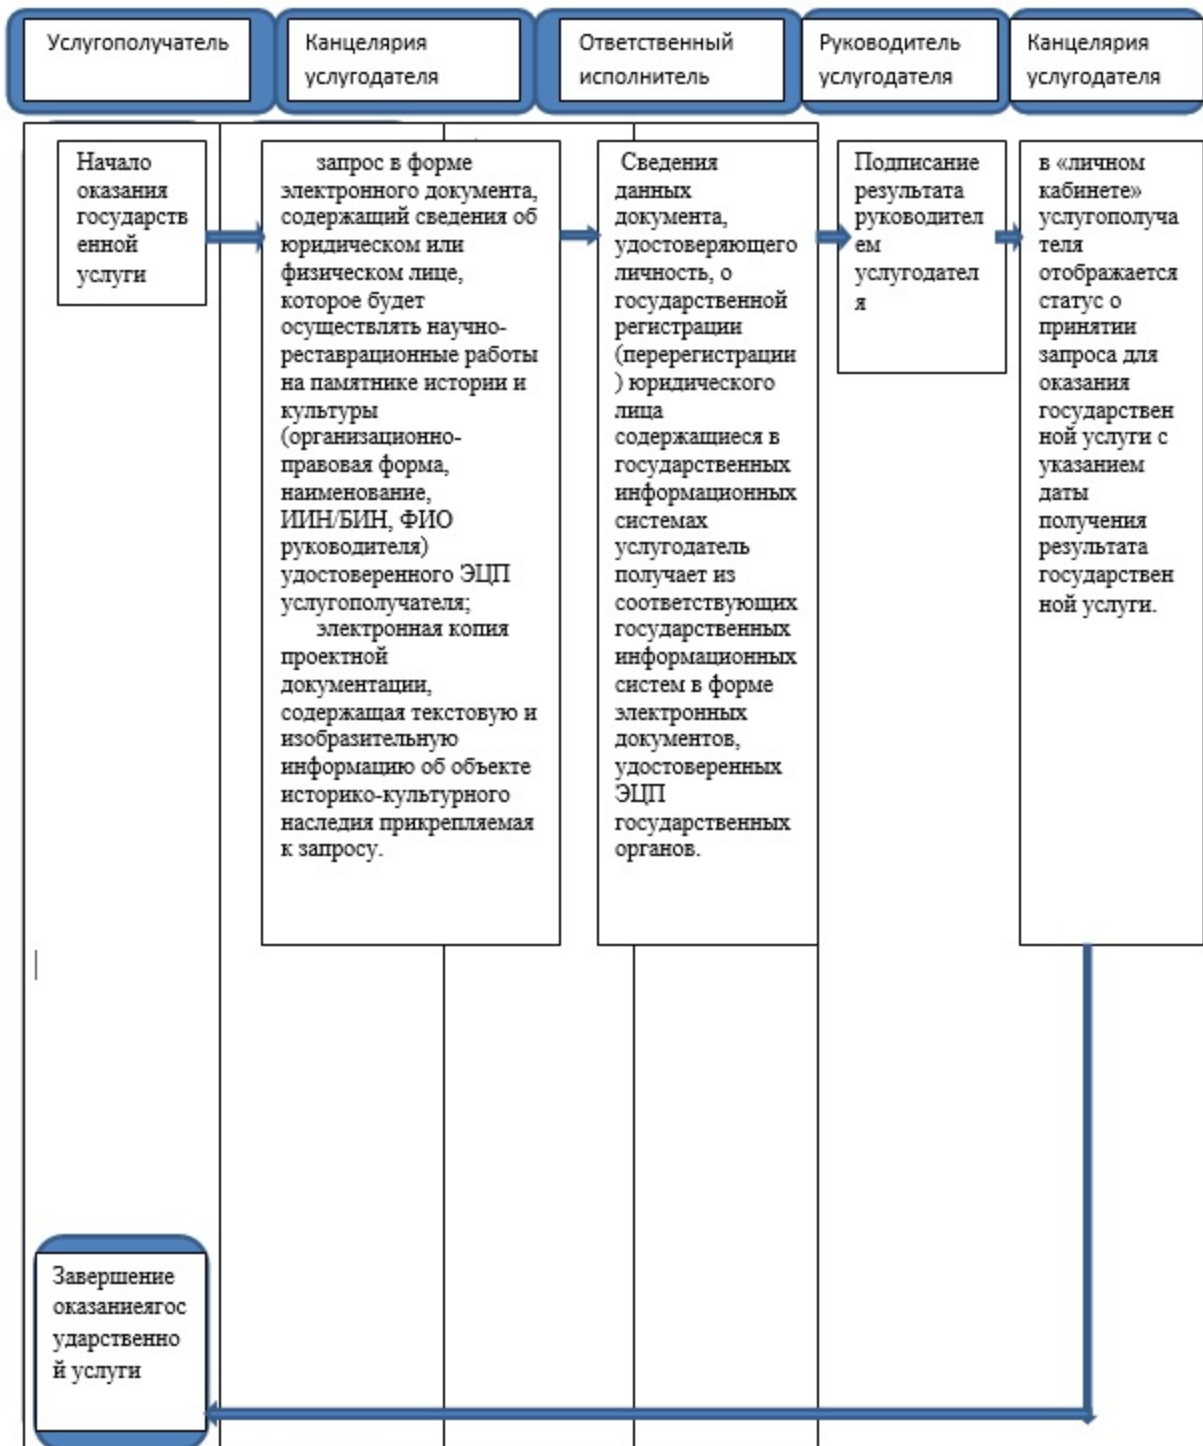 Услугополучатель
Канцелярия
услугодателя
Ответственный
исполнитель
Руководитель
услугодателя
Канцелярия
услугодателя
Начало
оказания
государств
енной
услуги
запрос в форме
электронного документа,
содержащий сведения об
юридическом или
физическом лице,
которое будет
осуществлять научно-
реставрационные работы
на памятнике истории и
культуры
(организационно-
правовая форма,
наименование,
ИИН/БИН, ФИО
руководителя)
удостоверенного ЭЦП
услугополучателя;
электронная копия
проектной
документации,
содержащая текстовую и
изобразительную
информацию об объекте
историко-культурного
наследия прикрепляемая
к запросу.
Сведения
данных
документа,
удостоверяющего
личность, о
государственной
регистрации
(перерегистрации
) юридического
лица
содержащиеся в
государственных
информационных
системах
услугодатель
получает из
соответствующих
государственных
информационных
систем в форме
электронных
документов,
удостоверенных
ЭЦП
государственных
органов.
Подписание
результата
руководител
ем
услугодател
я
в «личном
кабинете»
услугополуча
теля
отображается
статус о
принятии
запроса для
оказания
государствен
ной услуги с
указанием
даты
получения
результата
государствен
ной услуги.
Завершение
оказаниеягос
ударственно
й услуги